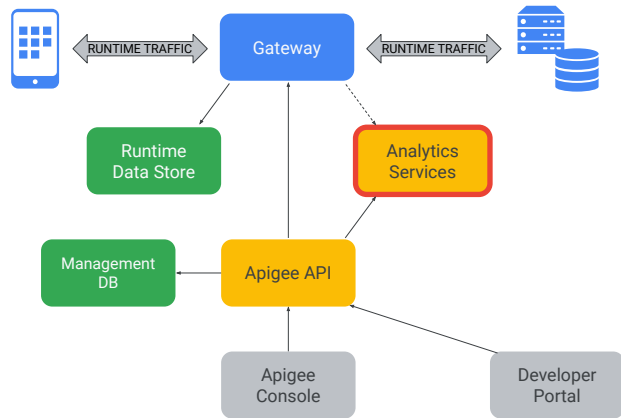 RUNTIME TRAFFIC
Gateway
RUNTIME TRAFFIC
Runtime
Data Store
Analytics
Services
Management
DB
Apigee API
Apigee
Console
Developer
Portal